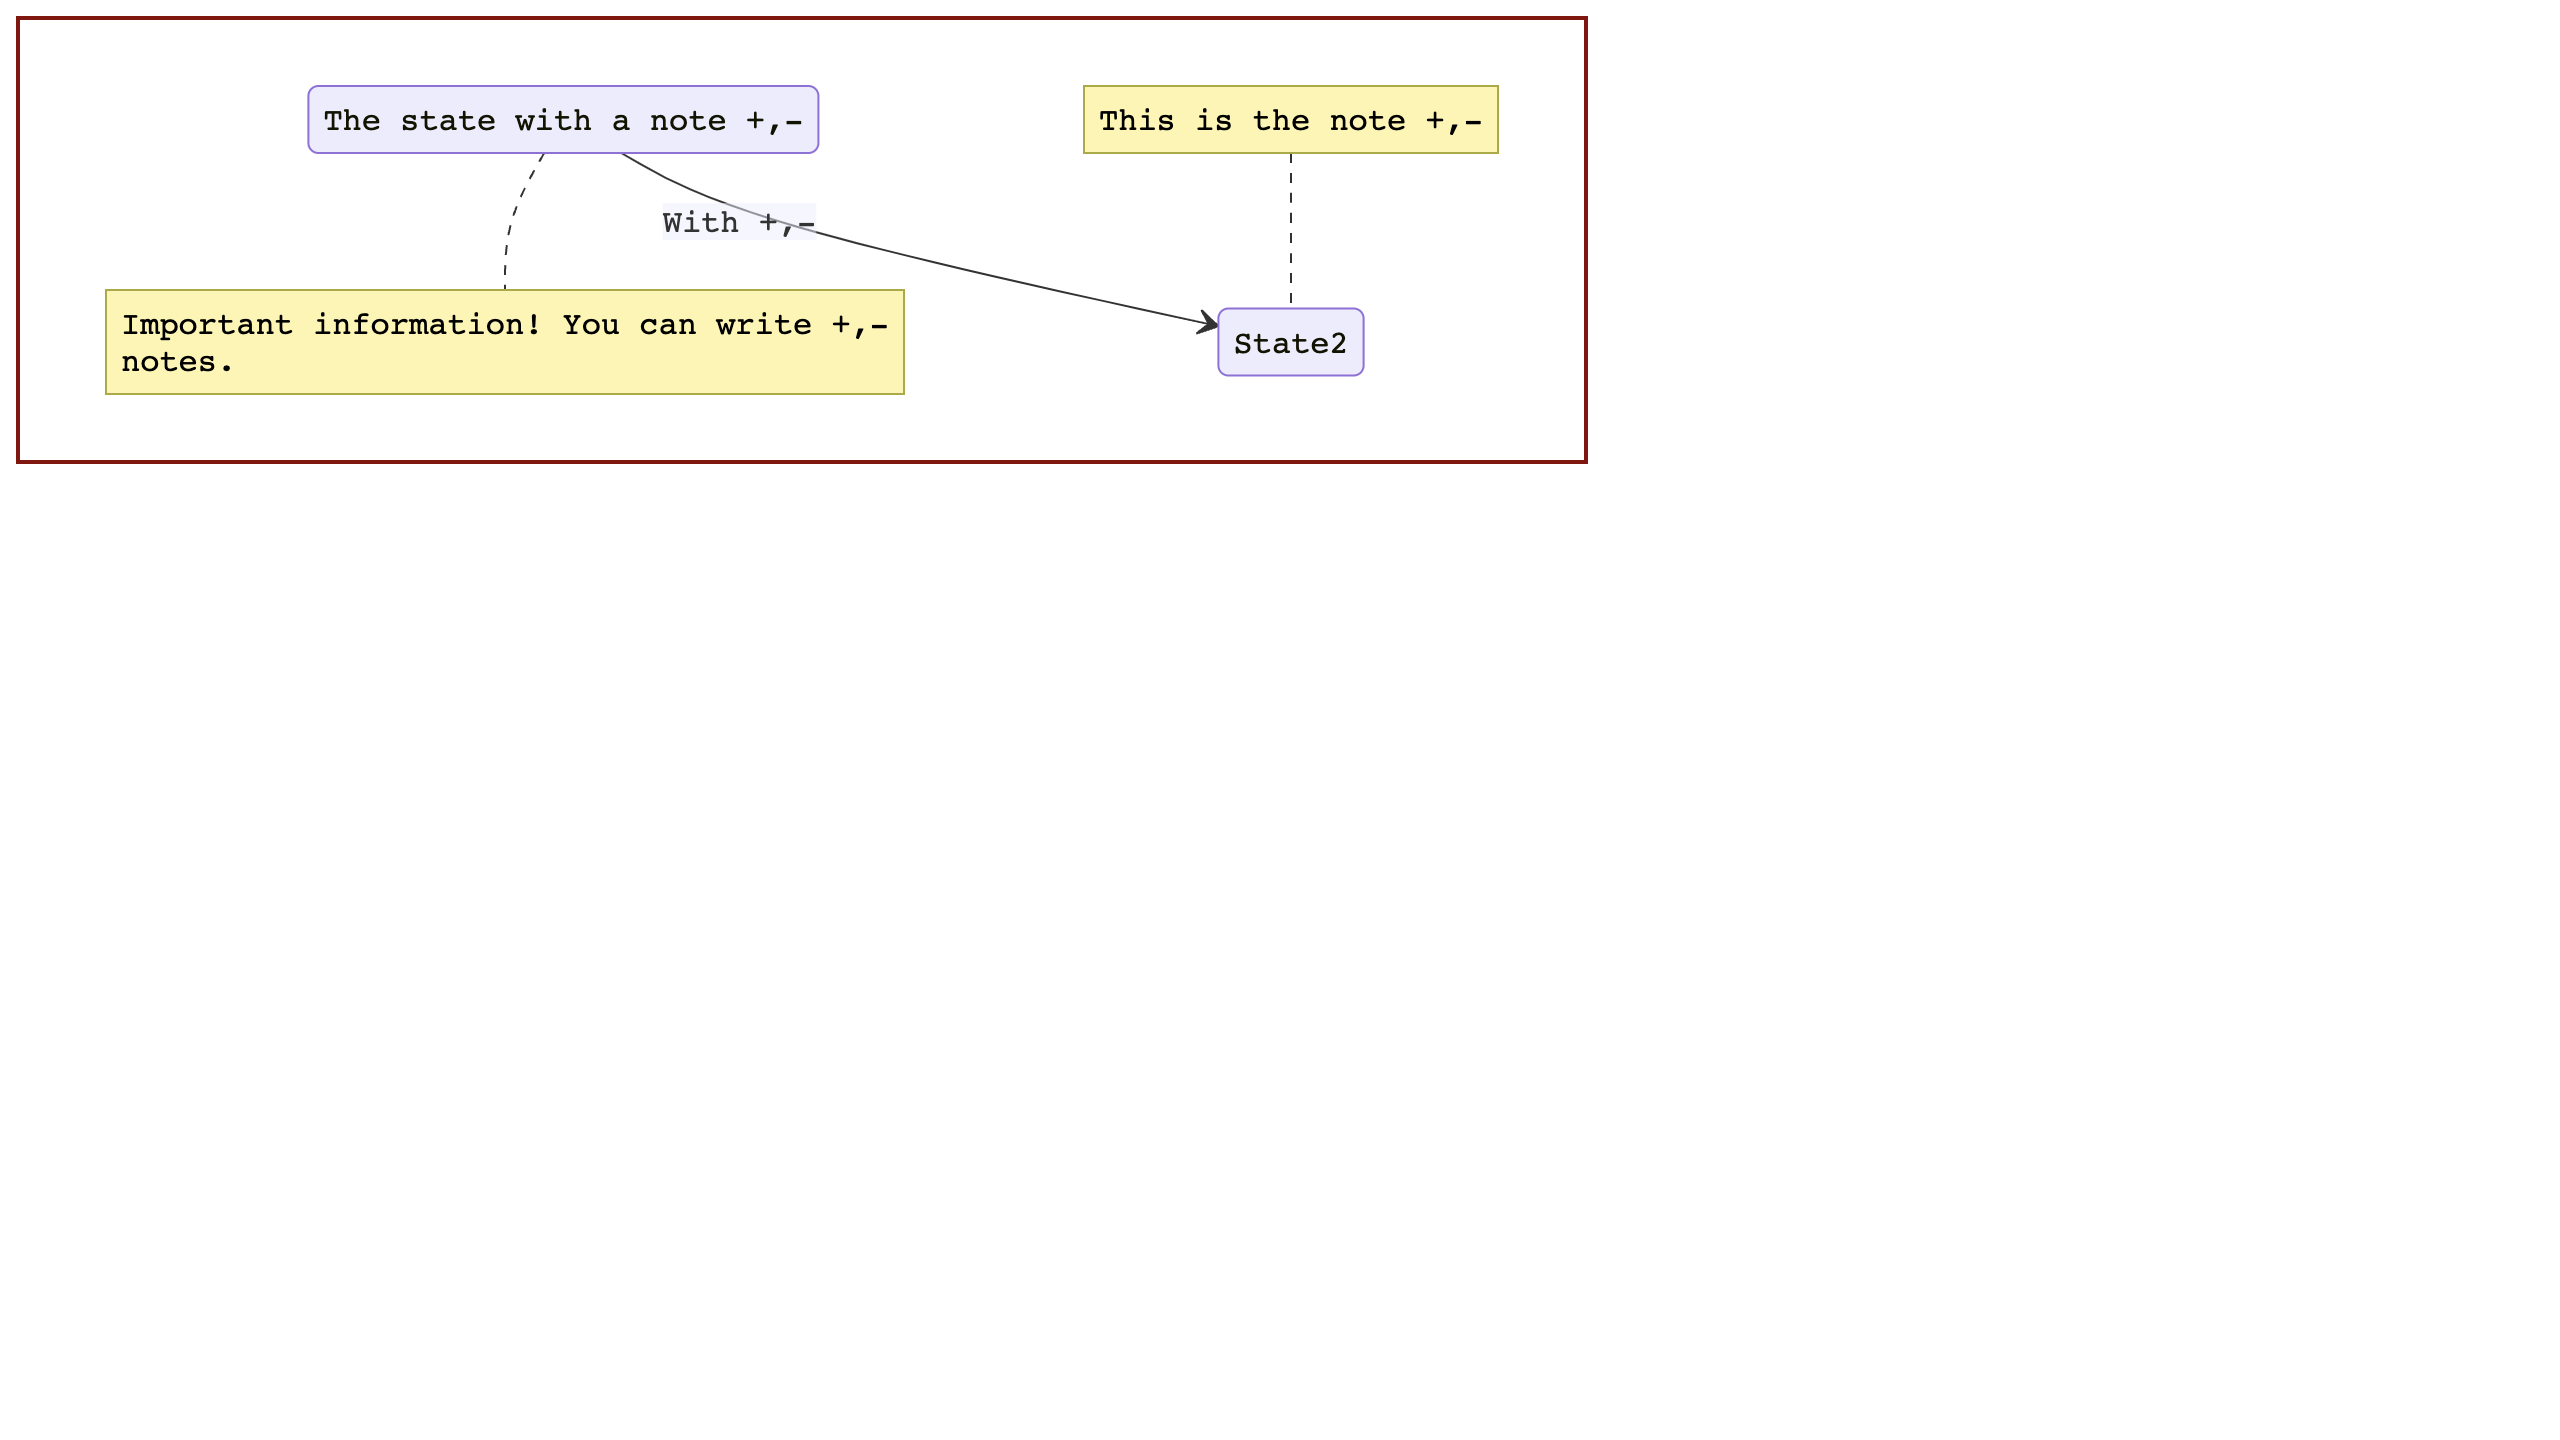 The state with a note +,-
This is the note +,-
With +,-
Important information! You can write +,-
notes.
State2